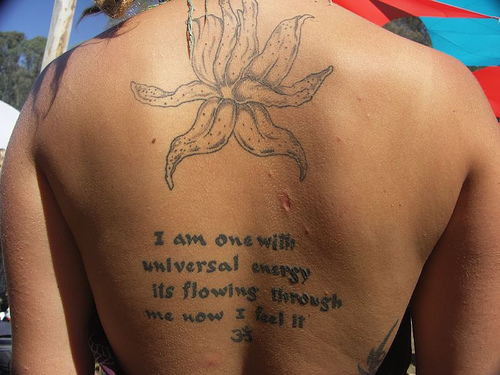 I am one with
universal energy
its flowing through
me now I feel it
ॐ